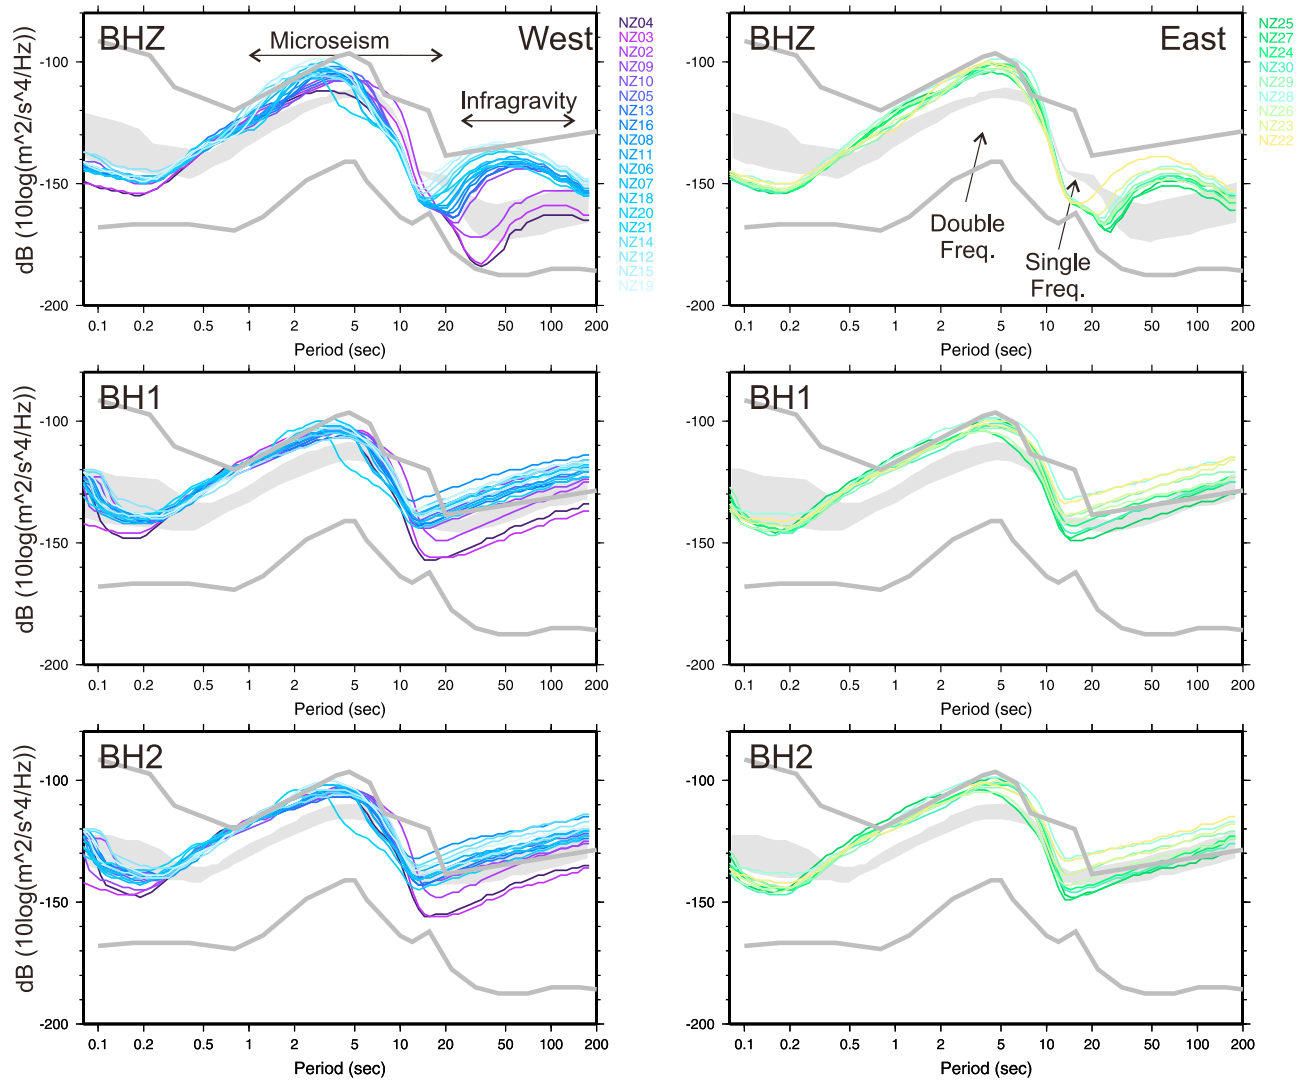 BHZ
Microseism
West
Infragravity
dB (10log(m^2/s^4/Hz))
-100
-150
-200
0.1 0.2 0.5 1 2 5 10 20 50 100 200
Period (sec)
NZ04
NZ03
NZ02
NZ09
NZ10
NZ05
NZ13
NZ16
NZ08
NZ11
NZ06
NZ07
NZ18
NZ20
NZ21
NZ14
NZ12
NZ15
NZ19
BHZ
East
Double
Freq.
Single
Freq.
-100
-150
-200
0.1 0.2 0.5 1 2 5 10 20 50 100 200
Period (sec)
NZ25
NZ27
NZ24
NZ30
NZ29
NZ28
NZ26
NZ23
NZ22
BH1
dB (10log(m^2/s^4/Hz))
-100
-150
-200
0.1 0.2 0.5 1 2 5 10 20 50 100 200
Period (sec)
BH1
-100
-150
-200
0.1 0.2 0.5 1 2 5 10 20 50 100 200
Period (sec)
BH2
dB (10log(m^2/s^4/Hz))
-100
-150
-200
0.1 0.2 0.5 1 2 5 10 20 50 100 200
Period (sec)
BH2
-100
-150
-200
0.1 0.2 0.5 1 2 5 10 20 50 100 200
Period (sec)